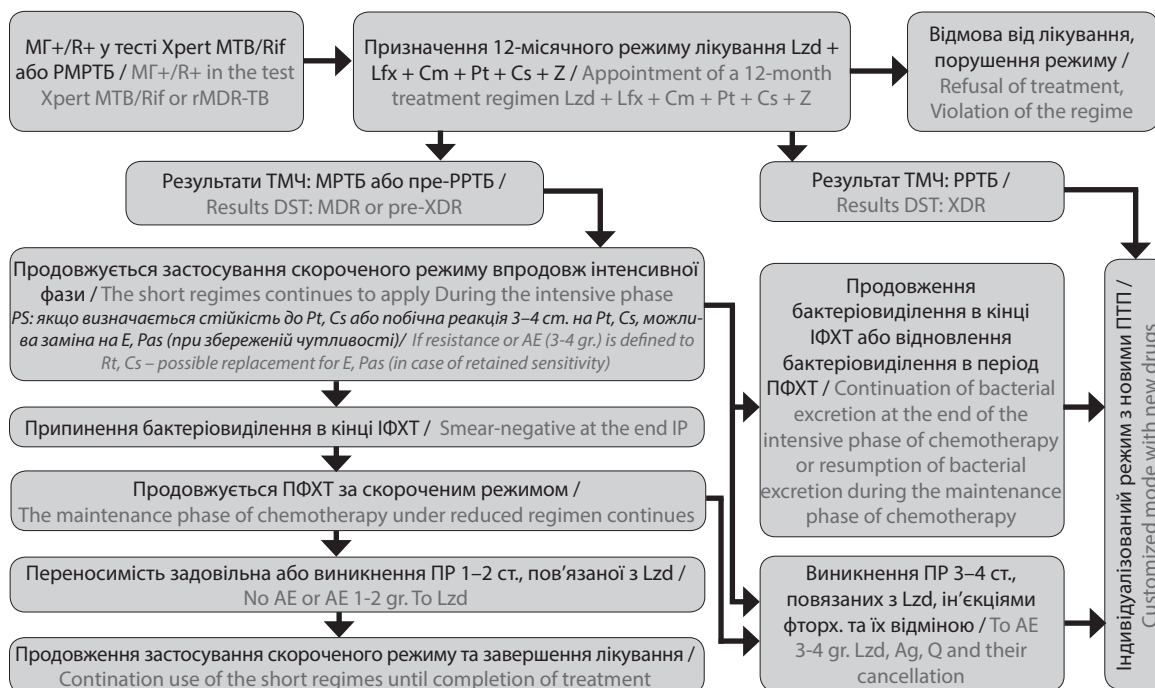 МГ+/R+ у тесті Xpert MTB/Rif
або РМРТБ / МГ+/R+ in the test
Xpert MTB/Rif or rMDR-TB
Призначення 12-місячного режиму лікування Lzd +
Lfx + Cm + Pt + Cs + Z / Appointment of a 12-month
treatment regimen Lzd + Lfx + Cm + Pt + Cs + Z
Відмова від лікування,
порушення режиму /
Refusal of treatment,
Violation of the regime
Результати ТМЧ: МРТБ або пре-РРТБ /
Results DST: MDR or pre-XDR
Результат ТМЧ: РРТБ /
Results DST: XDR
Продовжується застосування скороченого режиму впродовж інтенсивної
фази / The short regimes continues to apply During the intensive phase
PS: якщо визначається стійкість до Pt, Cs або побічна реакція 3–4 ст. на Pt, Cs, можли-
ва заміна на E, Pas (при збереженій чутливості)/ If resistance or AE (3-4 gr.) is defined to
Rt, Cs – possible replacement for E, Pas (in case of retained sensitivity)
Припинення бактеріовиділення в кінці ІФХТ / Smear-negative at the end IP
Продовжується ПФХТ за скороченим режимом /
The maintenance phase of chemotherapy under reduced regimen continues
Переносимість задовільна або виникнення ПР 1–2 ст., пов’язаної з Lzd /
No AE or AE 1-2 gr. To Lzd
Продовження застосування скороченого режиму та завершення лікування /
Contination use of the short regimes until completion of treatment
Продовження
бактеріовиділення в кінці
ІФХТ або відновлення
бактеріовиділення в період
ПФХТ / Continuation of bacterial
excretion at the end of the
intensive phase of chemotherapy
or resumption of bacterial
excretion during the maintenance
phase of chemotherapy
Виникнення ПР 3–4 ст.,
повязаних з Lzd, ін’єкціями
фторх. та їх відміною / To AE
3-4 gr. Lzd, Ag, Q and their
cancellation
Індивідуалізований режим з новими ПТП /
Customized mode with new drugs